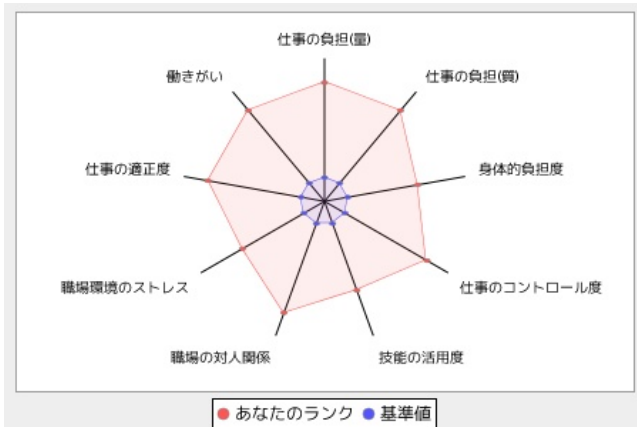 仕事の負担(量)
働きがい
仕事の負担(質)
仕事の適正度
身体的負担度
職場環境のストレス
仕事のコントロール度
職場の対人関係
技能の活用度
あなたのランク 基準値